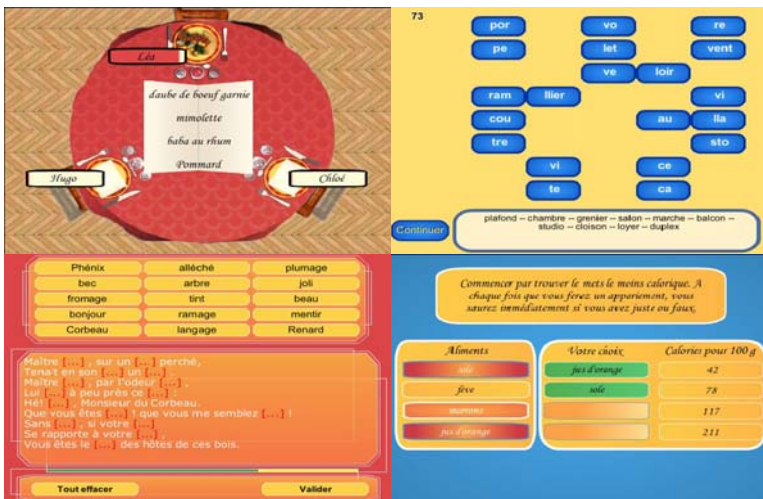 Léa
daube de boeuf garnie
mimolette
baba au rhum
Pommard
Hugo
Chloé
73
por vo re
pe let vent
ve loir
ram llier vi
cou au lla
tre sto
vi ce
te ca
Continuer
plafond -- chambre -- grenier -- salon -- marche -- balcon --
studio -- cloison -- loyer -- duplex
Phénix alléché plumage
bec arbre joli
fromage tint beau
bonjour ramage mentir
Corbeau langage Renard
Maître [...] , sur un [...] perché,
Tenait en son [...] un [...] .
Maître [...] , par l'odeur [...] ,
Lui [...] à peu près ce [...] :
Hé! [...] , Monsieur du Corbeau.
Que vous êtes [...] ! que vous me semblez [...] !
Sans [...] , si votre [...]
Se rapporte à votre [...] ,
Vous êtes le [...] des hôtes de ces bois.
Tout effacer Valider
Commencer par trouver le mets le moins calorique. A
chaque fois que vous ferez un appariement, vous
saurez immédiatement si vous avez juste ou faux.
Aliments Votre choix Calories pour 100 g
sole jus d'orange 42
fève sole 78
marrons 117
jus d'orange 211